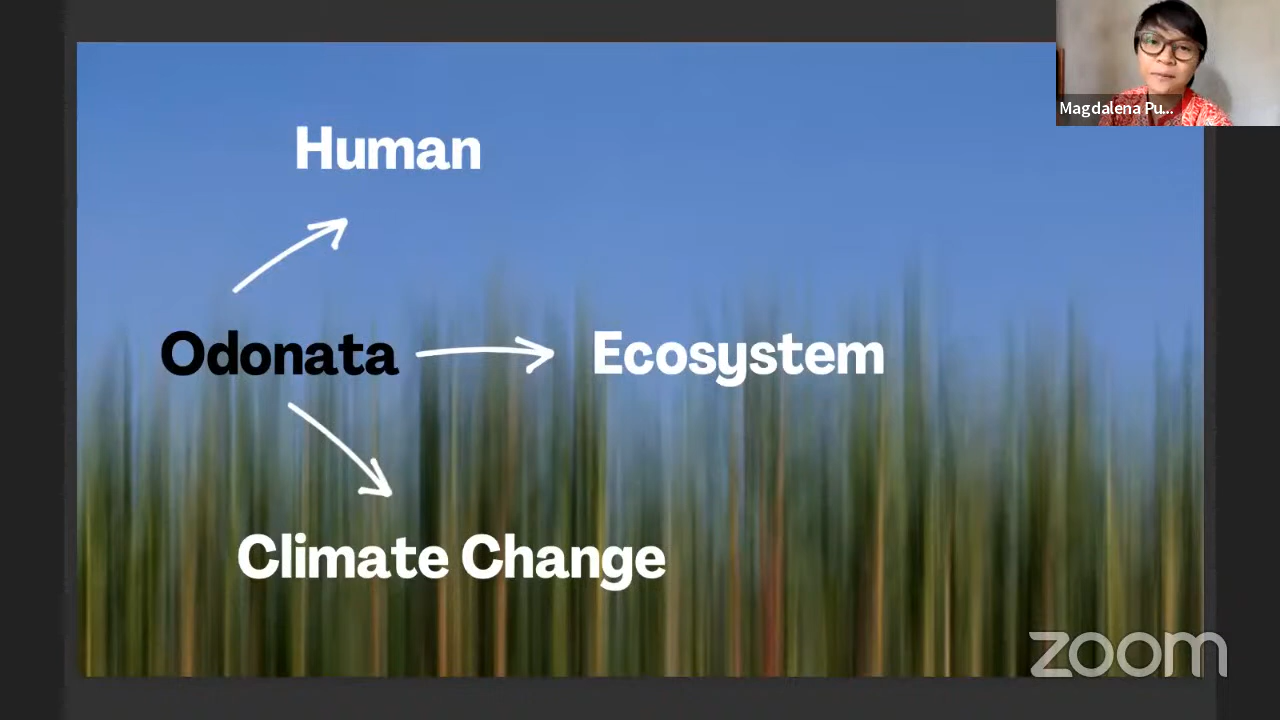 Magdalena Pu...
Human
Odonata
Ecosystem
Climate Change
zoom